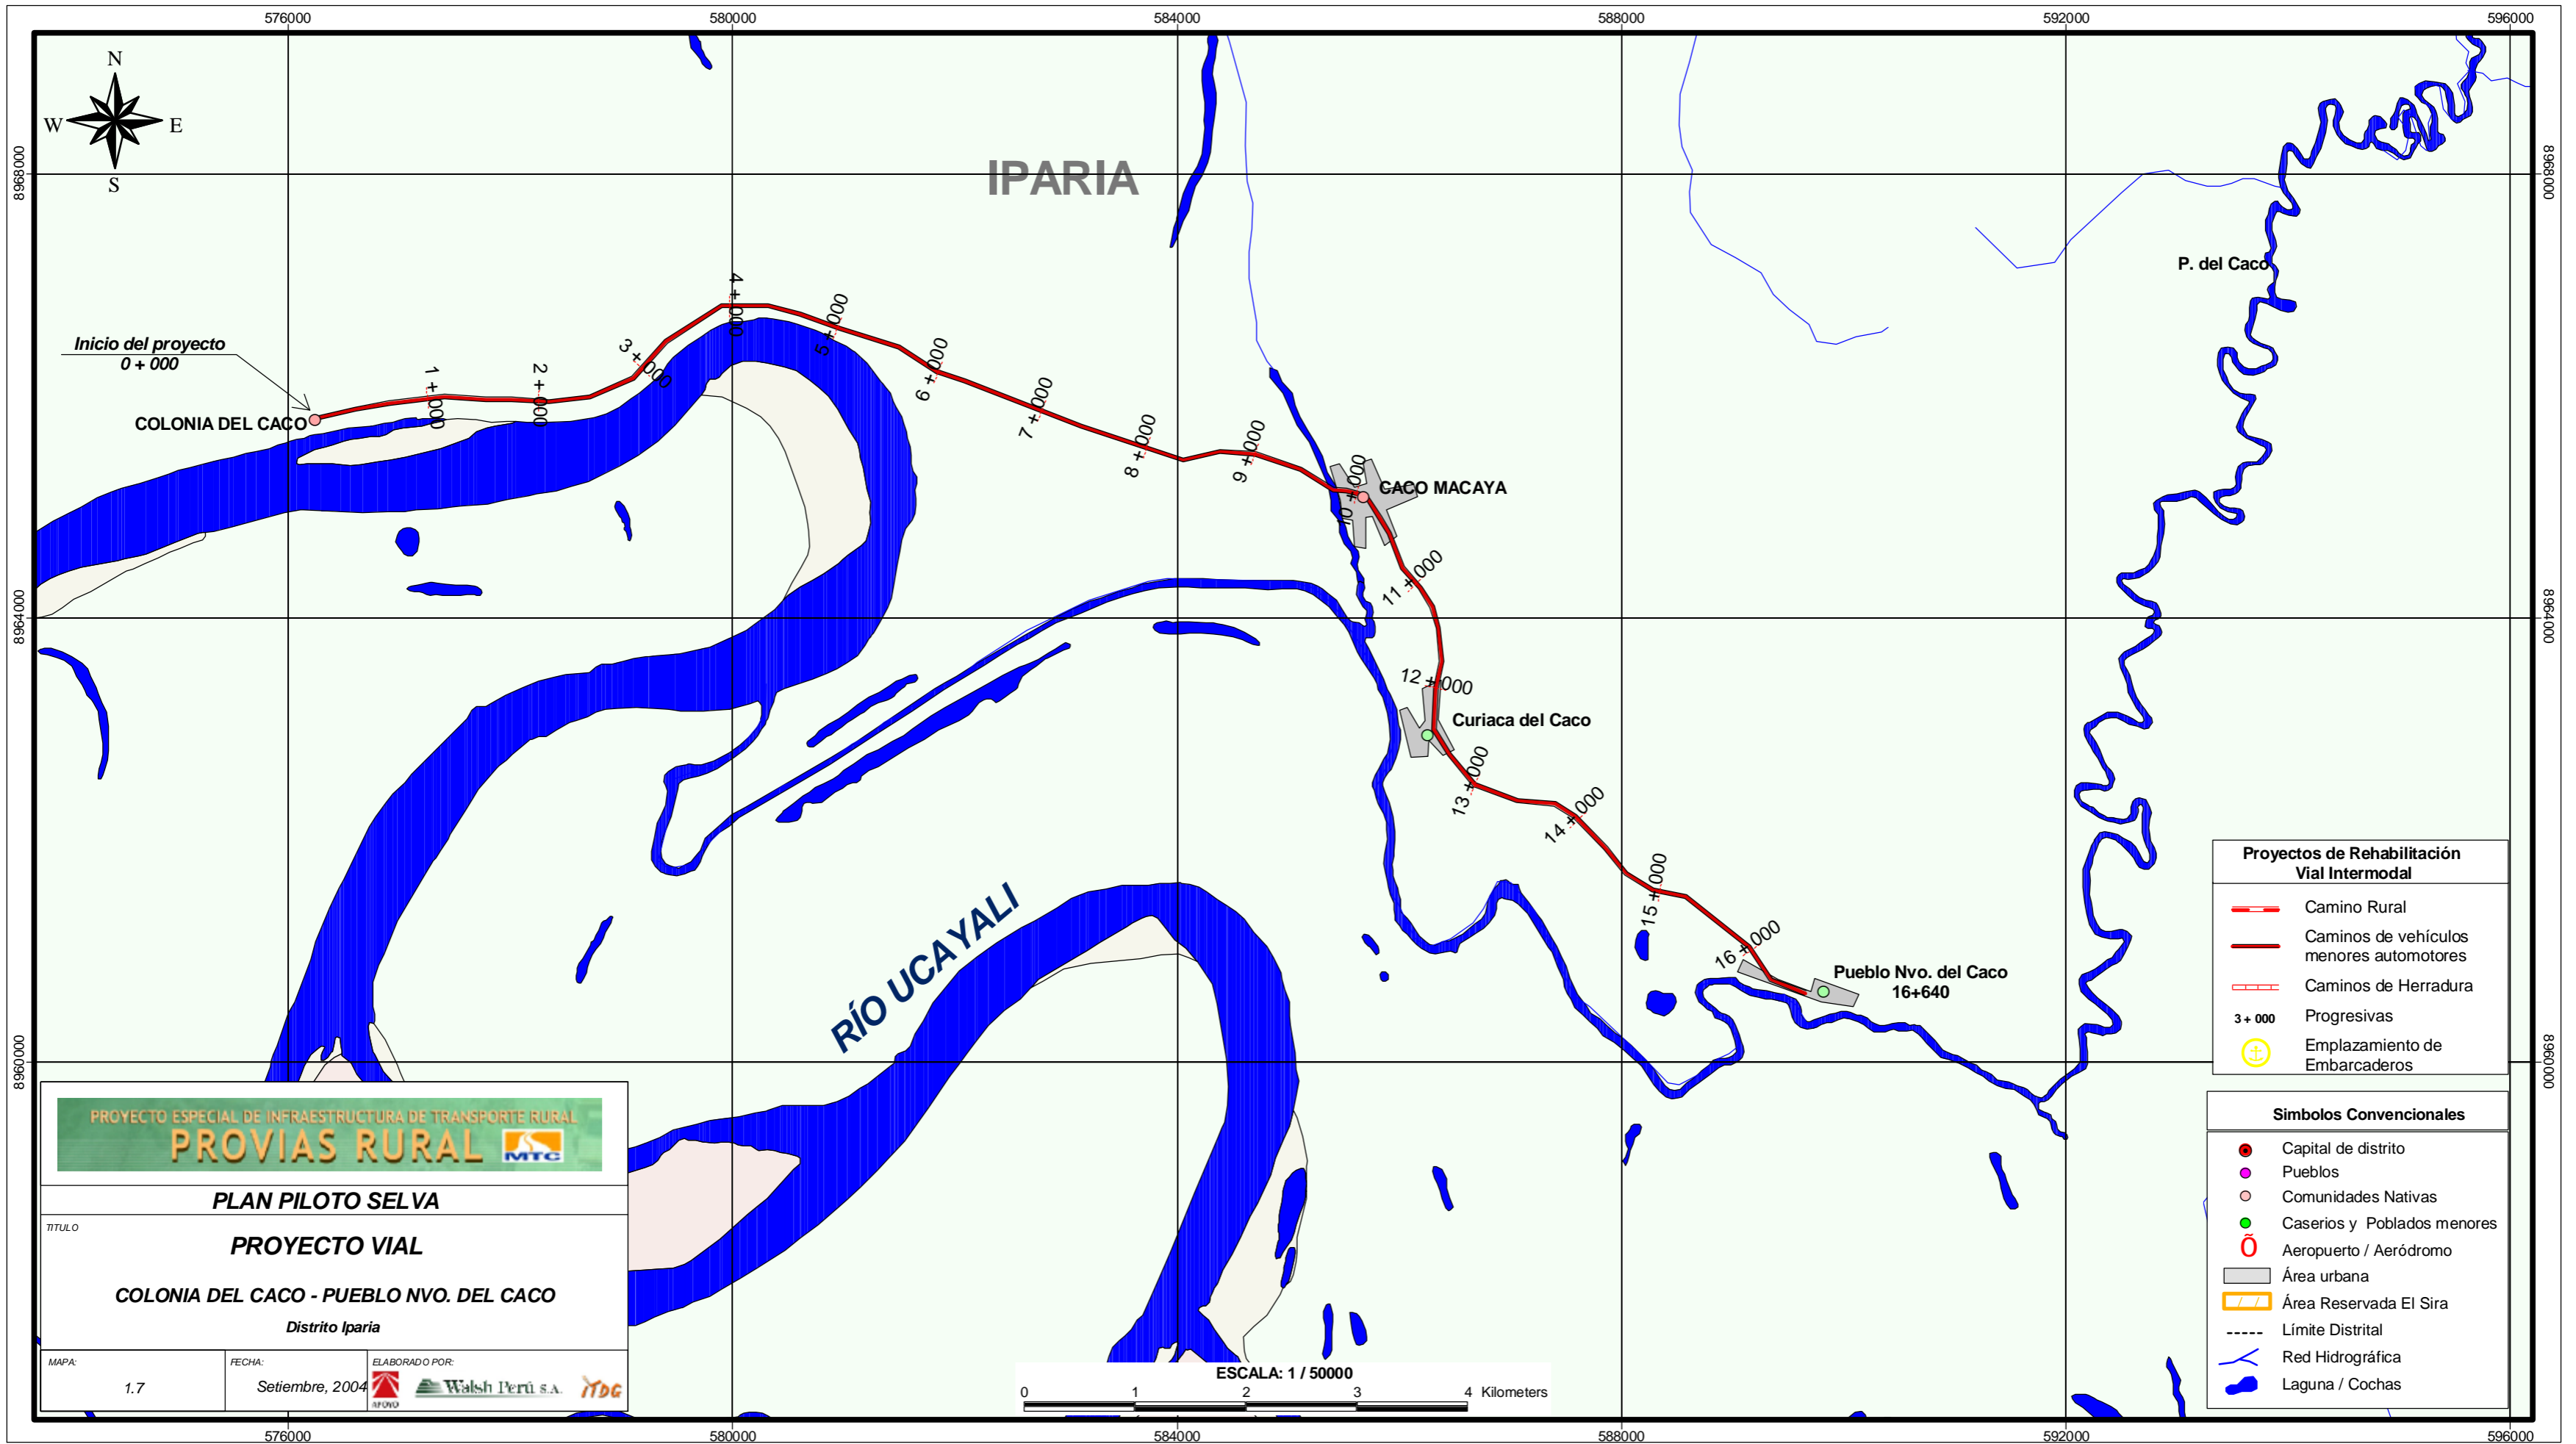 576000
580000
584000
588000
592000
596000
N
W
E
S
8968000
8968000
IPARIA
P. del Caco
Inicio del proyecto
0 + 000
COLONIA DEL CACO
1 + 000
2 + 000
3 + 000
4 + 000
5 + 000
6 + 000
7 + 000
8 + 000
9 + 000
10 + 000
CACO MACAYA
11 + 000
8964000
8964000
12 + 000
Curiaca del Caco
13 + 000
14 + 000
15 + 000
16 + 000
Pueblo Nvo. del Caco
16+640
RÍO UCAYALI
8960000
8960000
Proyectos de Rehabilitación
Vial Intermodal
Camino Rural
Caminos de vehículos
menores automotores
Caminos de Herradura
3 + 000 Progresivas
Emplazamiento de
Embarcaderos
Simbolos Convencionales
Capital de distrito
Pueblos
Comunidades Nativas
Caserios y Poblados menores
Õ Aeropuerto / Aeródromo
Área urbana
Área Reservada El Sira
Límite Distrital
Red Hidrográfica
Laguna / Cochas
PROYECTO ESPECIAL DE INFRAESTRUCTURA DE TRANSPORTE RURAL
PROVIAS RURAL MTC
PLAN PILOTO SELVA
TITULO
PROYECTO VIAL
COLONIA DEL CACO - PUEBLO NVO. DEL CACO
Distrito Iparia
MAPA:
1.7
FECHA:
Setiembre, 2004
ELABORADO POR:
APOYO
Walsh Perú S.A.
ITDG
ESCALA: 1 / 50000
0 1 2 3 4 Kilometers
576000
580000
584000
588000
592000
596000